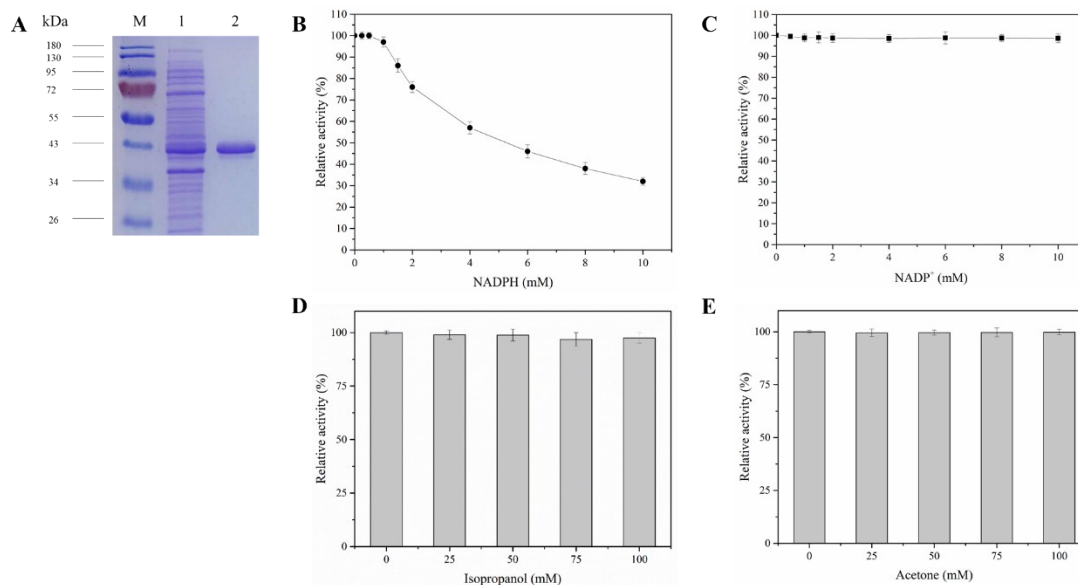 A
kDa M 1 2
180
130
95
72
55
43
34
26
B
Relative activity (%)
110
100
90
80
70
60
50
40
30
20
10
0
0 2 4 6 8 10
NADPH (mM)
C
Relative activity (%)
110
100
90
80
70
60
50
40
30
20
10
0
0 2 4 6 8 10
NADP⁺ (mM)
D
Relative activity (%)
100
75
50
25
0
0 25 50 75 100
Isopropanol (mM)
E
Relative activity (%)
100
75
50
25
0
0 25 50 75 100
Acetone (mM)